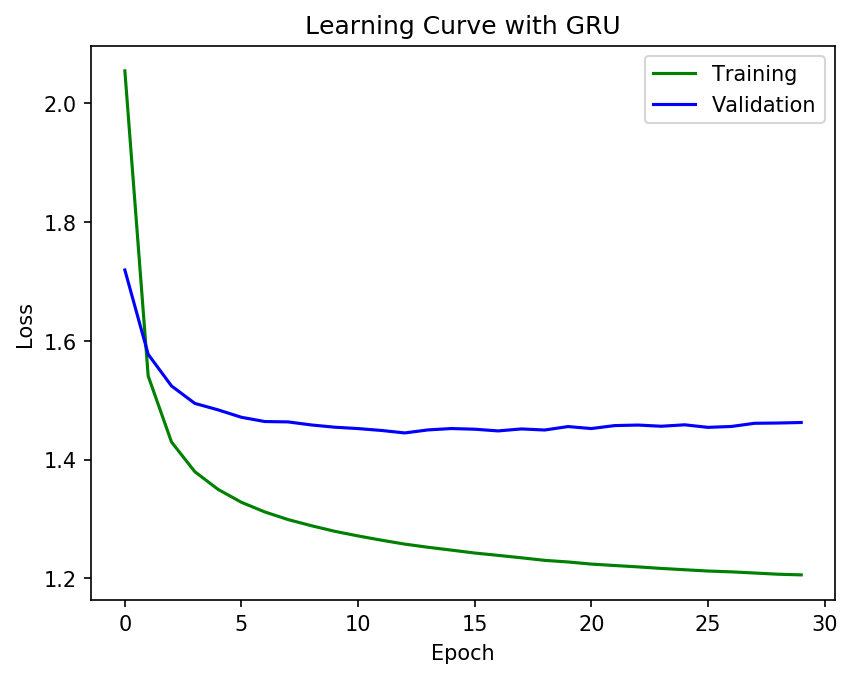 Learning Curve with GRU
Training
Validation
Loss
2.0
1.8
1.6
1.4
1.2
0 5 10 15 20 25 30
Epoch